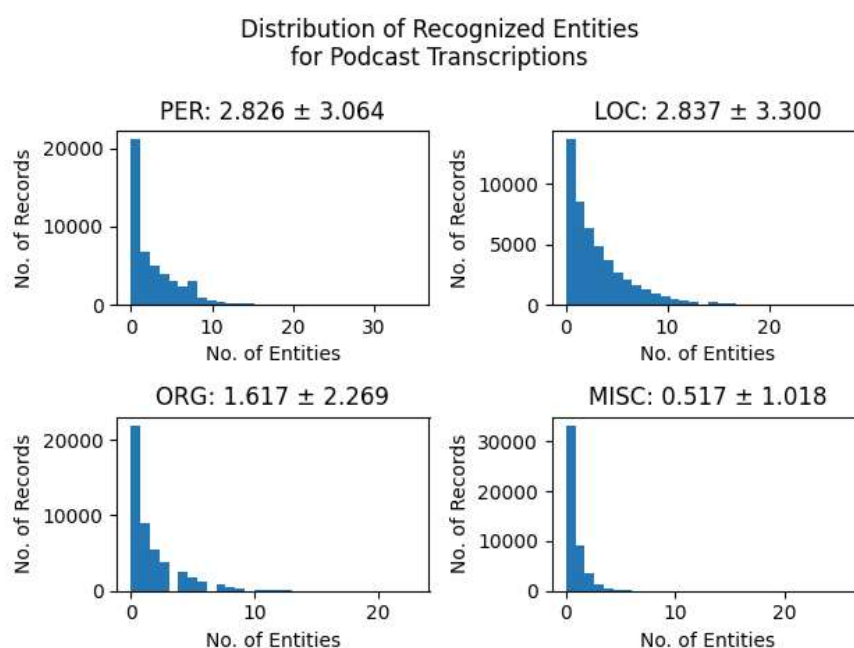 Distribution of Recognized Entities
for Podcast Transcriptions
PER: 2.826 ± 3.064
No. of Records
20000
10000
0
0 10 20 30
No. of Entities
LOC: 2.837 ± 3.300
No. of Records
10000
5000
0
0 10 20
No. of Entities
ORG: 1.617 ± 2.269
No. of Records
20000
10000
0
0 10 20
No. of Entities
MISC: 0.517 ± 1.018
No. of Records
30000
20000
10000
0
0 10 20
No. of Entities